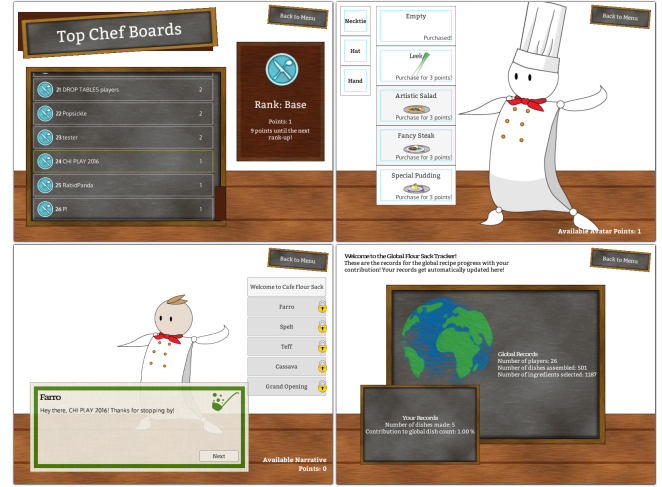 Top Chef Boards
Back to Menu
21 DROP TABLES players 2
22 Popsickle 2
23 tester 2
24 CHI PLAY 2016 1
25 RabidPanda 1
26 P! 1
Rank: Base
Points: 1
9 points until the next
rank-up!
Necktie
Hat
Hand
Empty
Purchased!
Leek
Purchase for 3 points!
Artistic Salad
Purchase for 3 points!
Fancy Steak
Purchase for 3 points!
Special Pudding
Purchase for 3 points!
Back to Menu
Available Avatar Points: 1
Back to Menu
Welcome to Cafe Flour Sack
Farro
Spelt
Teff
Cassava
Grand Opening
Farro
Hey there, CHI PLAY 2016! Thanks for stopping by!
Next
Available Narrative
Points: 0
Welcome to the Global Flour Sack Tracker!
These are the records for the global recipe progress with your
contribution! Your records get automatically updated here!
Back to Menu
Global Records
Number of players: 26
Number of dishes assembled: 501
Number of ingredients selected: 1187
Your Records
Number of dishes made: 5
Contribution to global dish count: 1.00 %